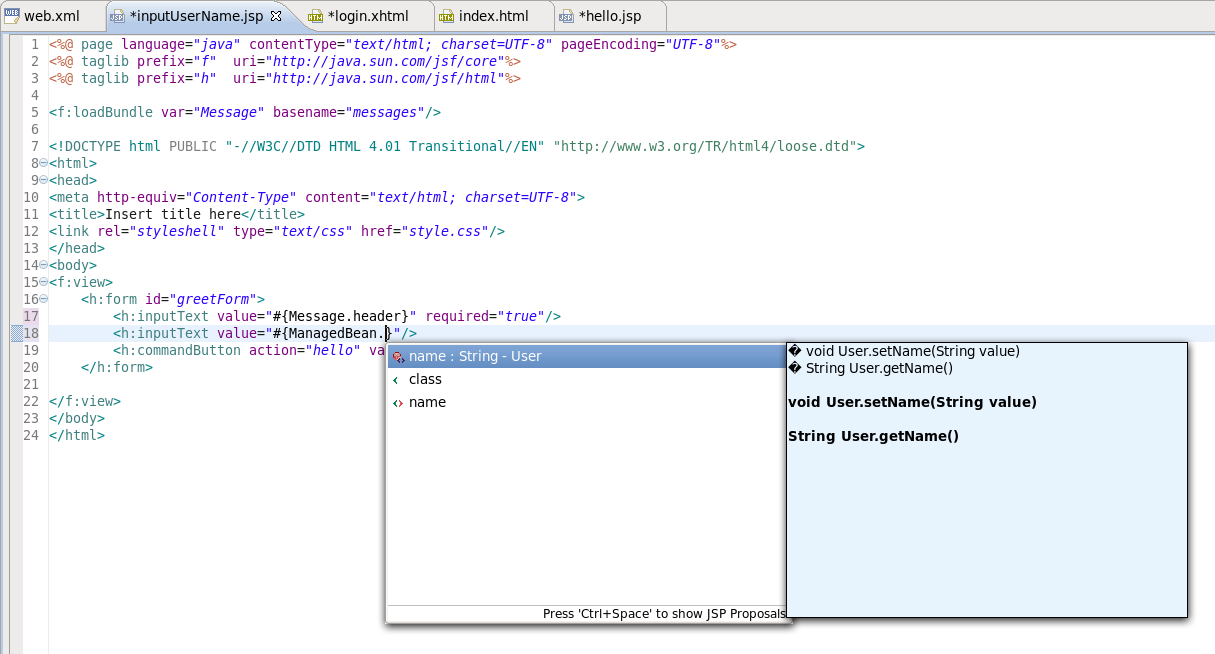 web.xml *inputUserName.jsp *login.xhtml index.html *hello.jsp
1 <%@ page language="java" contentType="text/html; charset=UTF-8" pageEncoding="UTF-8"%>
2 <%@ taglib prefix="f"  uri="http://java.sun.com/jsf/core"%>
3 <%@ taglib prefix="h"  uri="http://java.sun.com/jsf/html"%>
4
5 <f:loadBundle var="Message" basename="messages"/>
6
7 <!DOCTYPE html PUBLIC "-//W3C//DTD HTML 4.01 Transitional//EN" "http://www.w3.org/TR/html4/loose.dtd">
8 <html>
9 <head>
10 <meta http-equiv="Content-Type" content="text/html; charset=UTF-8">
11 <title>Insert title here</title>
12 <link rel="styleshell" type="text/css" href="style.css"/>
13 </head>
14 <body>
15 <f:view>
16     <h:form id="greetForm">
17         <h:inputText value="#{Message.header}" required="true"/>
18         <h:inputText value="#{ManagedBean.}"/>
19         <h:commandButton action="hello" va
20     </h:form>
21
22 </f:view>
23 </body>
24 </html>
name : String - User
class
name
Press 'Ctrl+Space' to show JSP Proposals
� void User.setName(String value)
� String User.getName()
void User.setName(String value)
String User.getName()